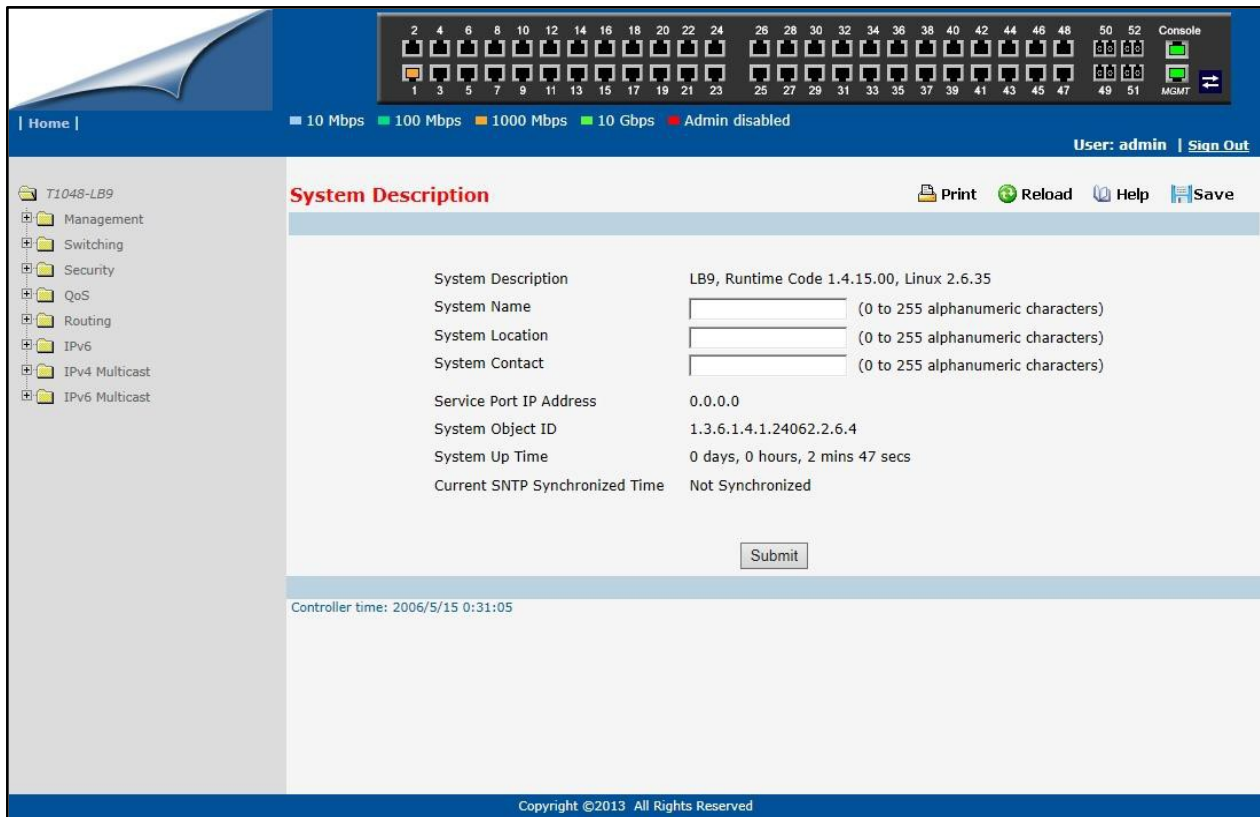 2 4 6 8 10 12 14 16 18 20 22 24 26 28 30 32 34 36 38 40 42 44 46 48 50 52 Console
1 3 5 7 9 11 13 15 17 19 21 23 25 27 29 31 33 35 37 39 41 43 45 47 49 51 MGMT
| Home |
10 Mbps 100 Mbps 1000 Mbps 10 Gbps Admin disabled
User: admin | Sign Out
T1048-LB9
Management
Switching
Security
QoS
Routing
IPv6
IPv4 Multicast
IPv6 Multicast
System Description Print Reload Help Save
System Description LB9, Runtime Code 1.4.15.00, Linux 2.6.35
System Name (0 to 255 alphanumeric characters)
System Location (0 to 255 alphanumeric characters)
System Contact (0 to 255 alphanumeric characters)
Service Port IP Address 0.0.0.0
System Object ID 1.3.6.1.4.1.24062.2.6.4
System Up Time 0 days, 0 hours, 2 mins 47 secs
Current SNTP Synchronized Time Not Synchronized
Submit
Controller time: 2006/5/15 0:31:05
Copyright ©2013 All Rights Reserved